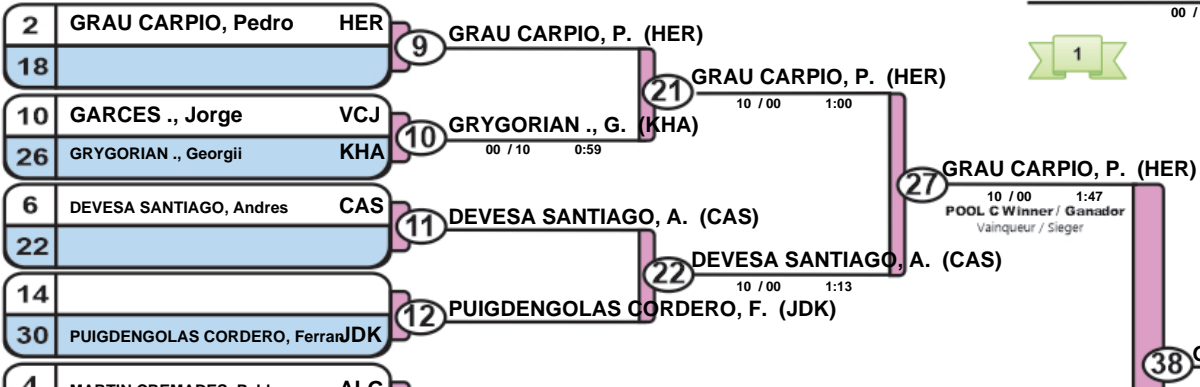 00 /
1
2 GRAU CARPIO, Pedro HER
18
9
GRAU CARPIO, P. (HER)
10 GARCES ., Jorge VCJ
26 GRYGORIAN ., Georgii KHA
10
GRYGORIAN ., G. (KHA)
00 / 10 0:59
21
GRAU CARPIO, P. (HER)
10 / 00 1:00
6 DEVESA SANTIAGO, Andres CAS
22
11
DEVESA SANTIAGO, A. (CAS)
14
30 PUIGDENGOLAS CORDERO, Ferran JDK
12
PUIGDENGOLAS CORDERO, F. (JDK)
22
DEVESA SANTIAGO, A. (CAS)
10 / 00 1:13
27
GRAU CARPIO, P. (HER)
10 / 00 1:47
POOL C Winner / Ganador
Vainqueur / Sieger
38
4